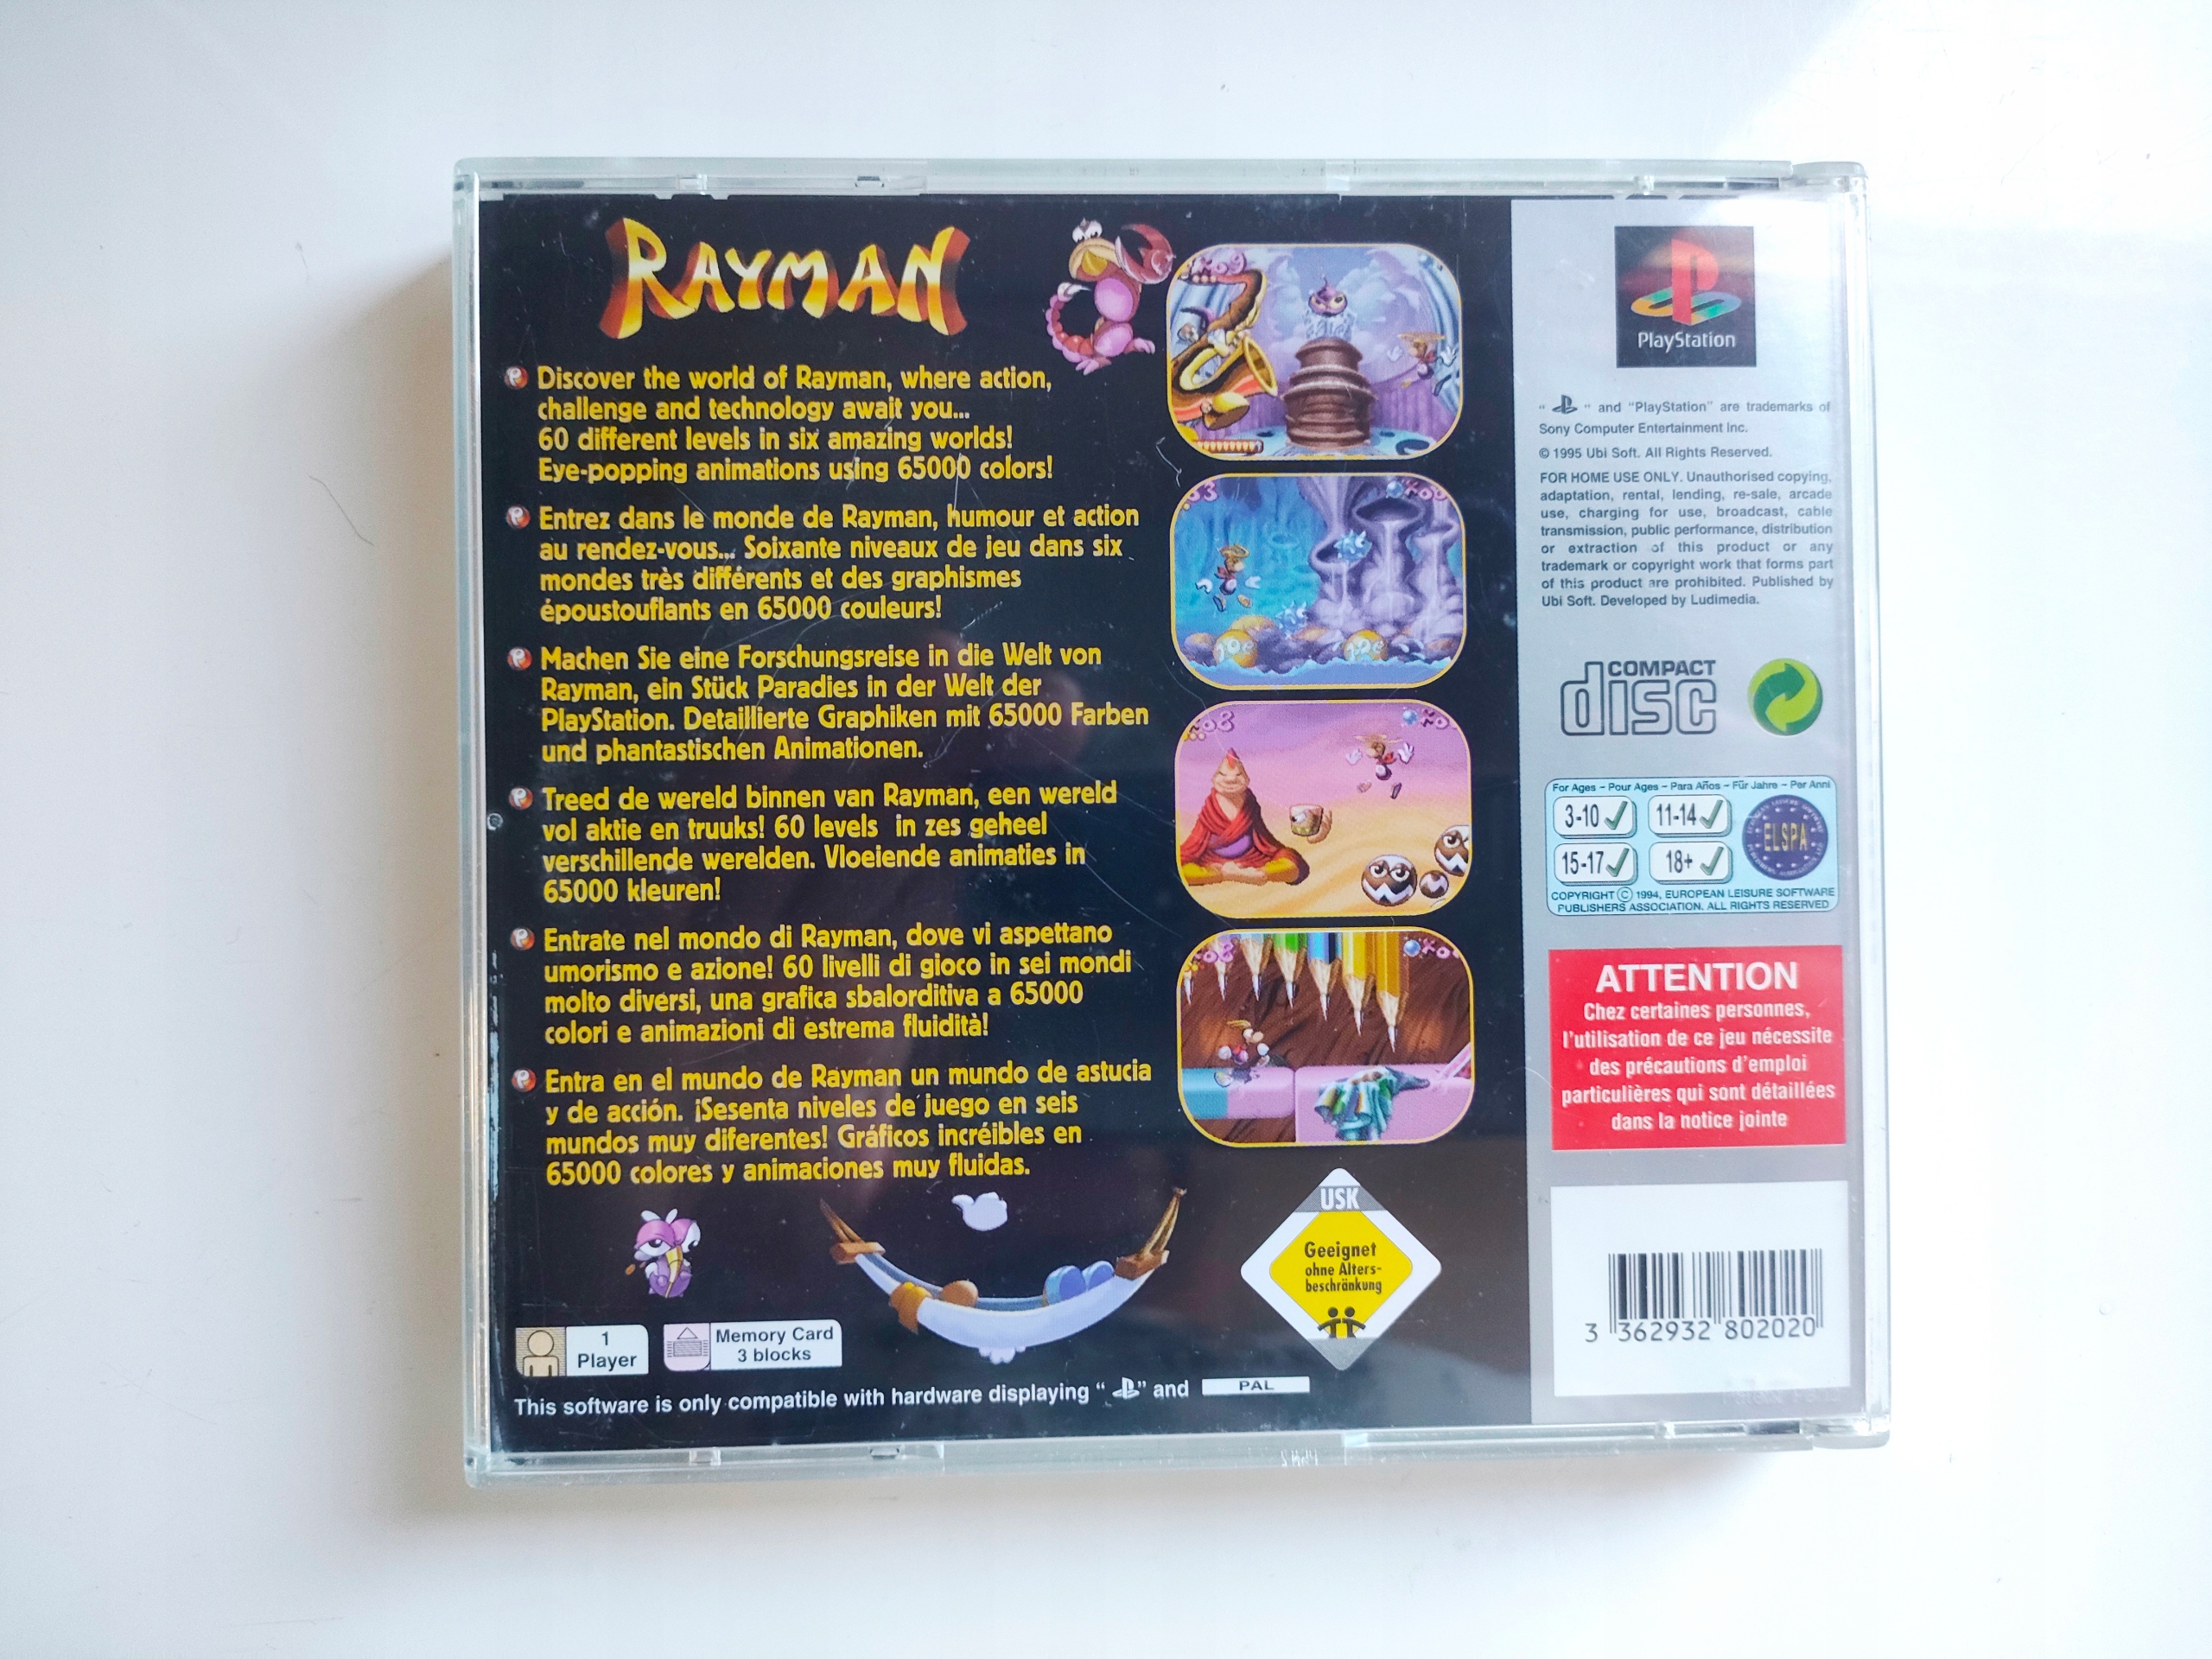 RAYMAN
Discover the world of Rayman, where action,
challenge and technology await you...
60 different levels in six amazing worlds!
Eye-popping animations using 65000 colors!
Entrez dans le monde de Rayman, humour et action
au rendez-vous... Soixante niveaux de jeu dans six
mondes très différents et des graphismes
époustouflants en 65000 couleurs!
Machen Sie eine Forschungsreise in die Welt von
Rayman, ein Stück Paradies in der Welt der
PlayStation. Detaillierte Graphiken mit 65000 Farben
und phantastischen Animationen.
Treed de wereld binnen van Rayman, een wereld
vol aktie en truuks! 60 levels in zes geheel
verschillende werelden. Vloeiende animaties in
65000 kleuren!
Entrate nel mondo di Rayman, dove vi aspettano
umorismo e azione! 60 livelli di gioco in sei mondi
molto diversi, una grafica sbalorditiva a 65000
colori e animazioni di estrema fluidità!
Entra en el mundo de Rayman un mundo de astucia
y de acción. ¡Sesenta niveles de juego en seis
mundos muy diferentes! Gráficos incréibles en
65000 colores y animaciones muy fluidas.
1
Player
Memory Card
3 blocks
This software is only compatible with hardware displaying " " and PAL
USK
Geeignet
ohne Alters-
beschränkung
PlayStation
" " and "PlayStation" are trademarks of
Sony Computer Entertainment Inc.
© 1995 Ubi Soft. All Rights Reserved.
FOR HOME USE ONLY. Unauthorised copying,
adaptation, rental, lending, re-sale, arcade
use, charging for use, broadcast, cable
transmission, public performance, distribution
or extraction of this product or any
trademark or copyright work that forms part
of this product are prohibited. Published by
Ubi Soft. Developed by Ludimedia.
COMPACT
disc
For Ages – Pour Ages – Para Años – Für Jahre – Per Anni
3-10 11-14
15-17 18+
ELSPA
COPYRIGHT © 1994, EUROPEAN LEISURE SOFTWARE
PUBLISHERS ASSOCIATION. ALL RIGHTS RESERVED
ATTENTION
Chez certaines personnes,
l'utilisation de ce jeu nécessite
des précautions d'emploi
particulières qui sont détaillées
dans la notice jointe
3 362932 802020